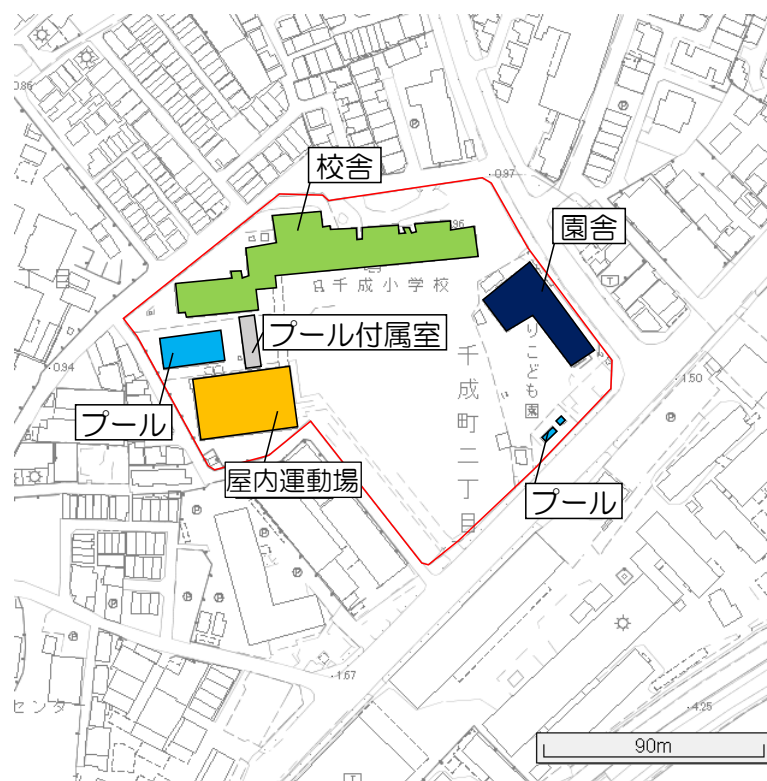 0.86
校舎
0.97
園舎
千成小学校
プール付属室
りこども園
千成町二丁目
0.94
1.50
プール
屋内運動場
プール
1.67
センタ
4.25
90m